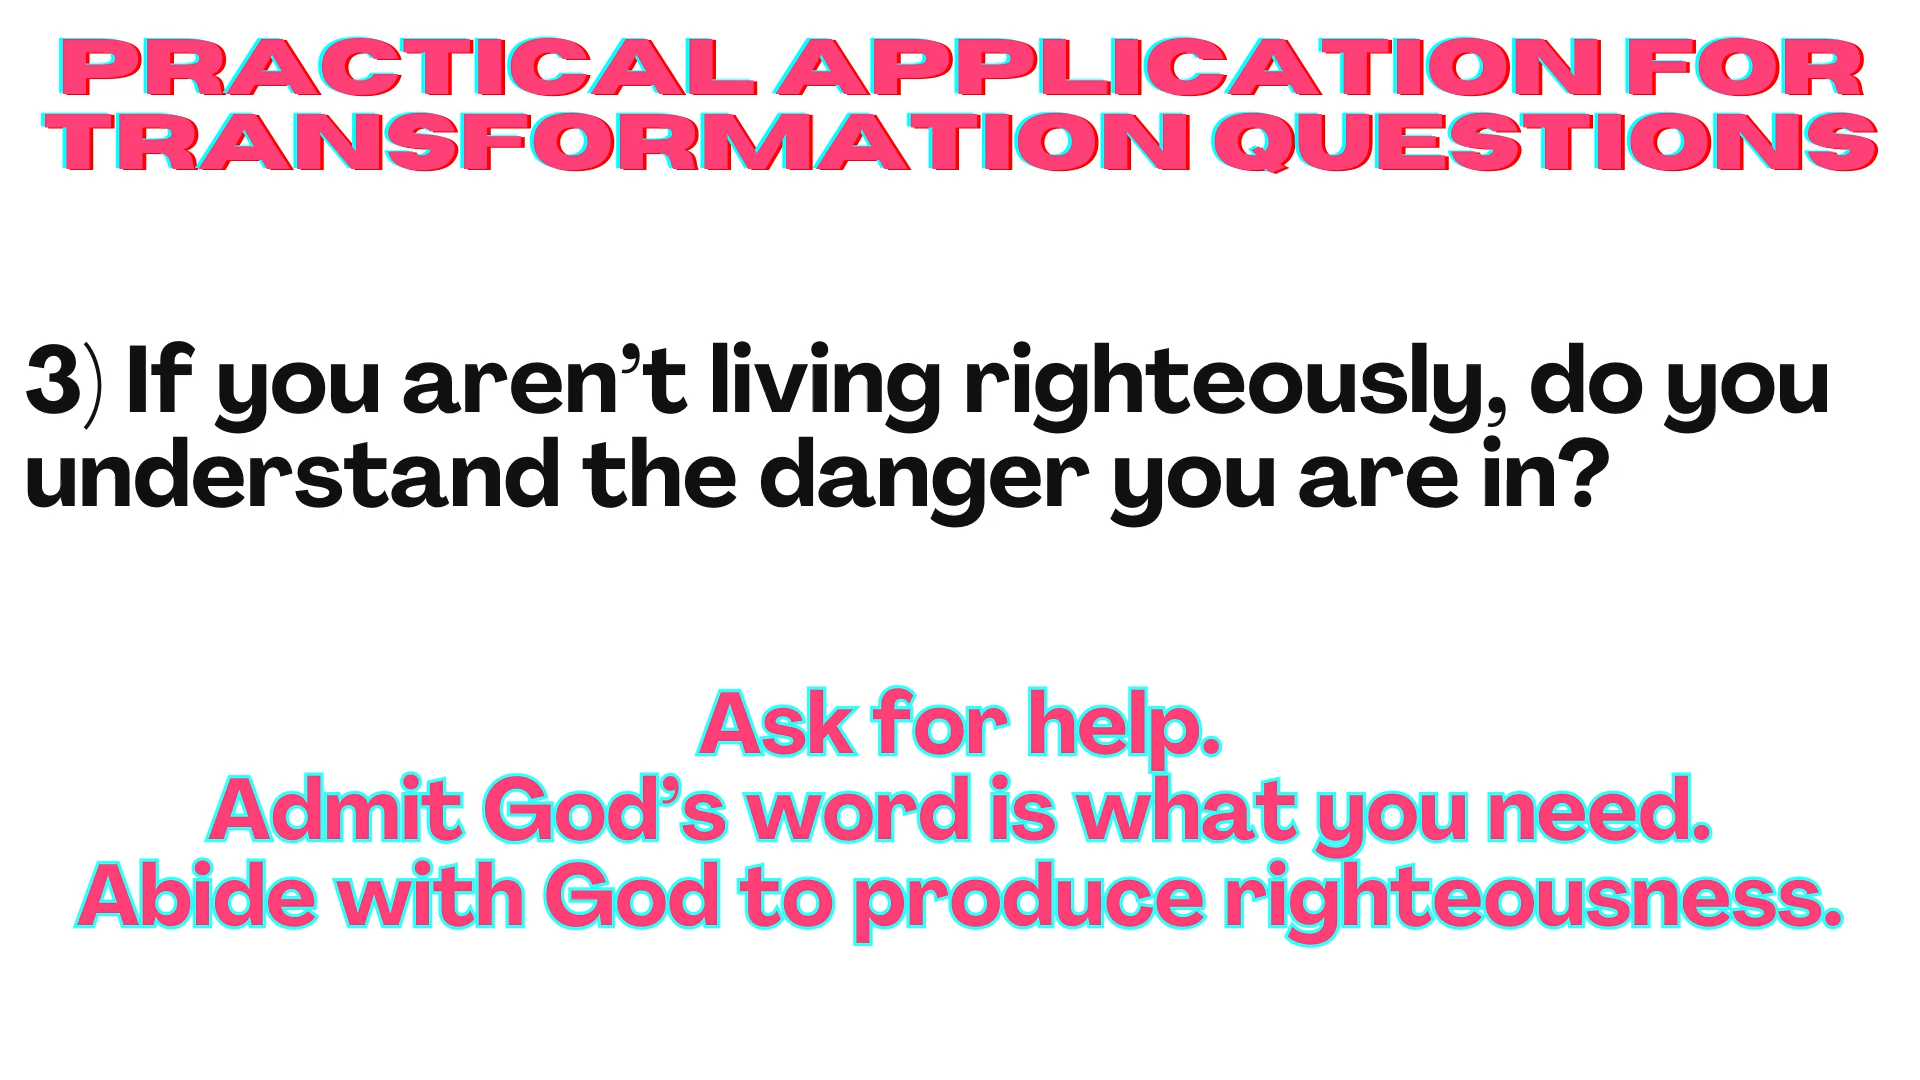 PRACTICAL APPLICATION FOR
TRANSFORMATION QUESTIONS
3) If you aren’t living righteously, do you
understand the danger you are in?
Ask for help.
Admit God’s word is what you need.
Abide with God to produce righteousness.